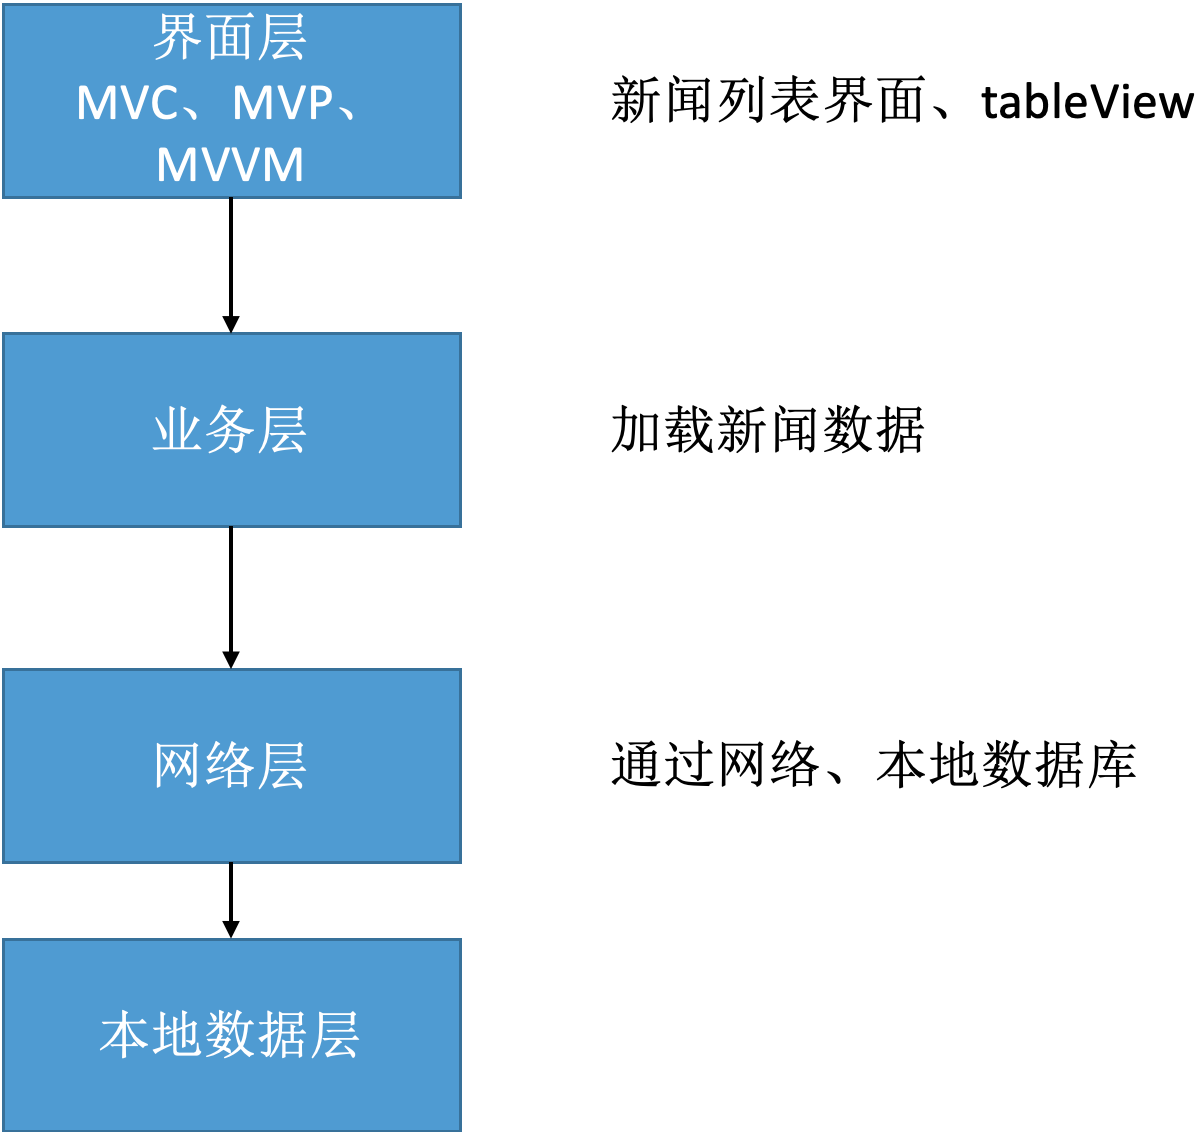 界面层
MVC、MVP、
MVVM
新闻列表界面、tableView
业务层
加载新闻数据
网络层
通过网络、本地数据库
本地数据层